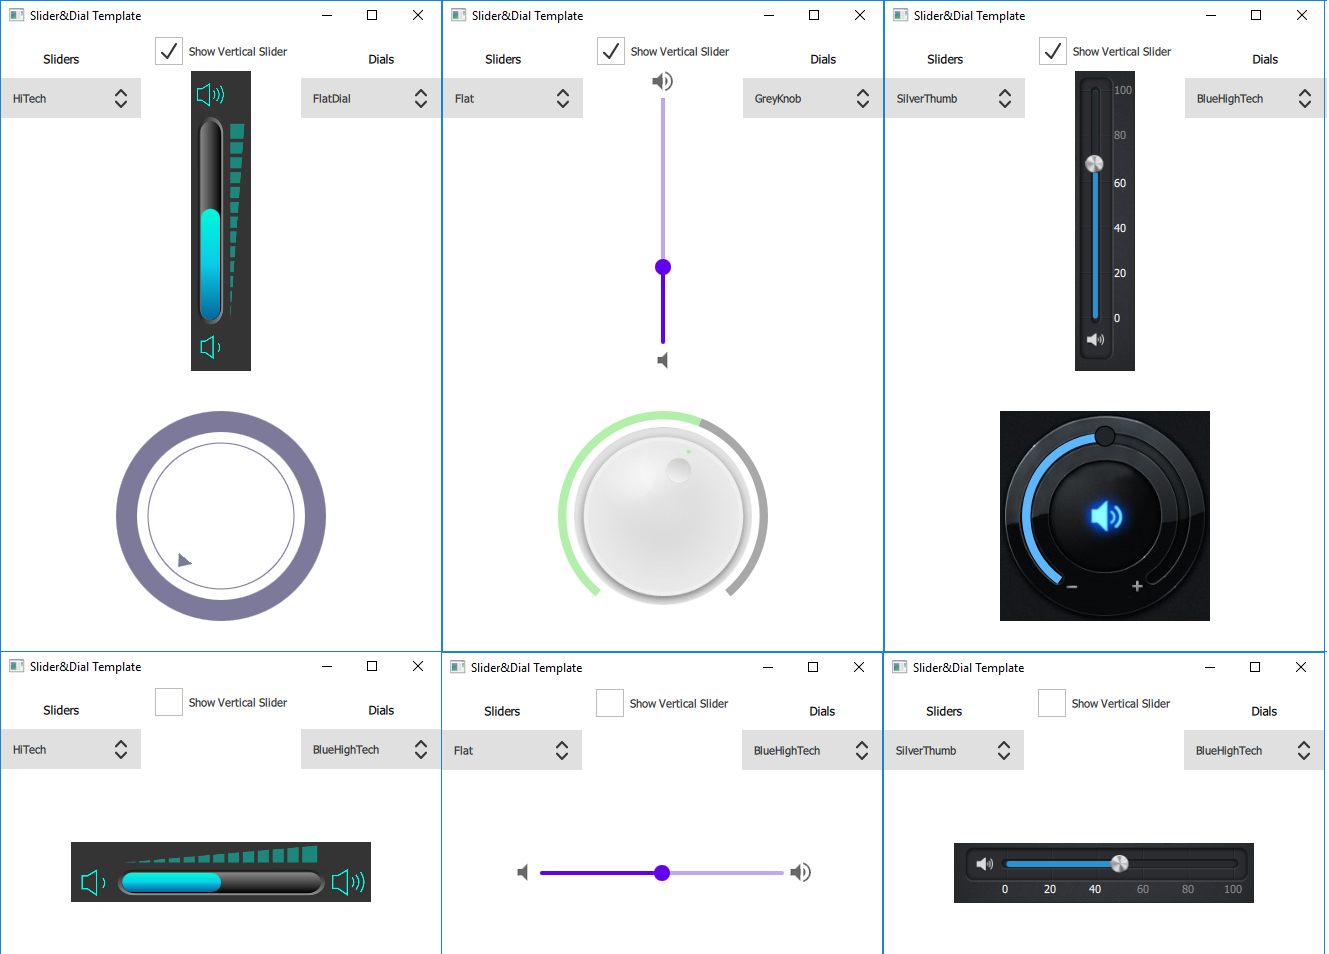 Slider&Dial Template
Show Vertical Slider
Sliders
Dials
HiTech
FlatDial
Slider&Dial Template
Show Vertical Slider
Sliders
Dials
Flat
GreyKnob
Slider&Dial Template
Show Vertical Slider
Sliders
Dials
SilverThumb
BlueHighTech
100
80
60
40
20
0
Slider&Dial Template
Show Vertical Slider
Sliders
Dials
HiTech
BlueHighTech
Slider&Dial Template
Show Vertical Slider
Sliders
Dials
Flat
BlueHighTech
Slider&Dial Template
Show Vertical Slider
Sliders
Dials
SilverThumb
BlueHighTech
0 20 40 60 80 100